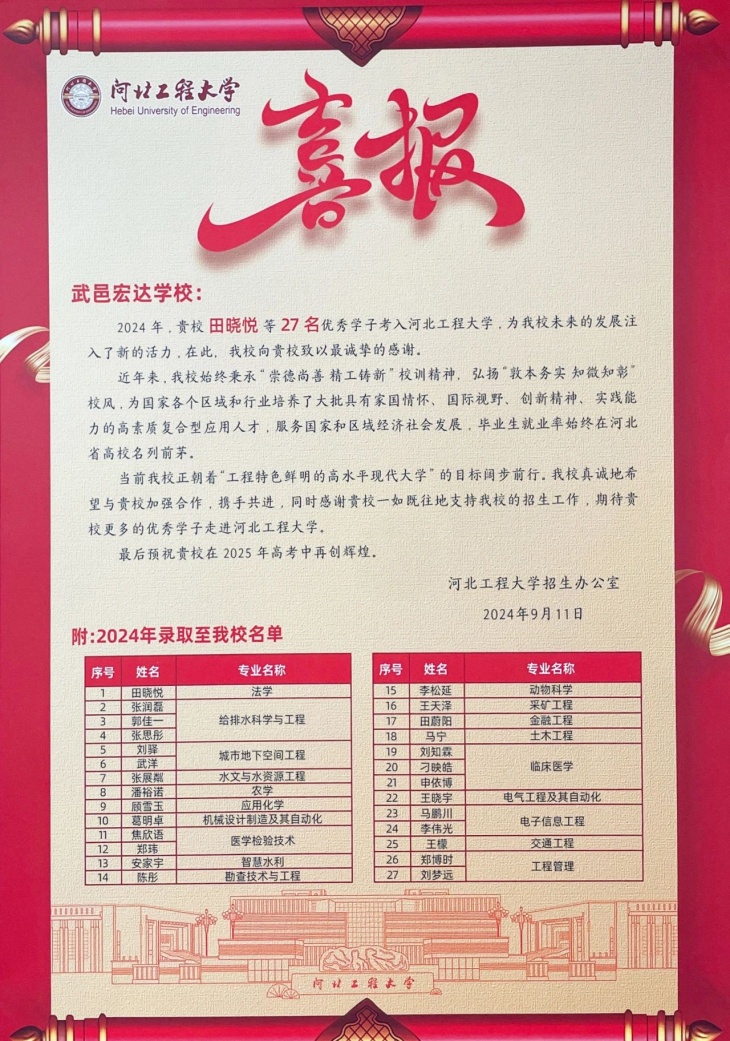 河北工程大学
Hebei University of Engineering
喜报
武邑宏达学校：
2024 年，贵校 田晓悦 等 27 名优秀学子考入河北工程大学，为我校未来的发展注
入了新的活力，在此，我校向贵校致以最诚挚的感谢。
近年来，我校始终秉承“崇德尚善 精工铸新”校训精神，弘扬“敦本务实 知微知彰”
校风，为国家各个区域和行业培养了大批具有家国情怀、国际视野、创新精神、实践能
力的高素质复合型应用人才，服务国家和区域经济社会发展，毕业生就业率始终在河北
省高校名列前茅。
当前我校正朝着“工程特色鲜明的高水平现代大学”的目标阔步前行。我校真诚地希
望与贵校加强合作，携手共进，同时感谢贵校一如既往地支持我校的招生工作，期待贵
校更多的优秀学子走进河北工程大学。
最后预祝贵校在 2025 年高考中再创辉煌。
河北工程大学招生办公室
2024年9月11日
附:2024年录取至我校名单
序号 姓名 专业名称
1 田晓悦 法学
2 张润磊
3 郭佳一 给排水科学与工程
4 张思彤
5 刘驿 城市地下空间工程
6 武洋
7 张展粼 水文与水资源工程
8 潘裕诺 农学
9 顾雪玉 应用化学
10 葛明卓 机械设计制造及其自动化
11 焦欣语 医学检验技术
12 郑玮
13 安家宇 智慧水利
14 陈彤 勘查技术与工程
序号 姓名 专业名称
15 李松延 动物科学
16 王天泽 采矿工程
17 田蔚阳 金融工程
18 马宁 土木工程
19 刘知霖
20 刁映皓 临床医学
21 申依博
22 王晓宇 电气工程及其自动化
23 马鹏川 电子信息工程
24 李伟光
25 王檬 交通工程
26 郑博时 工程管理
27 刘梦远
河北工程大学